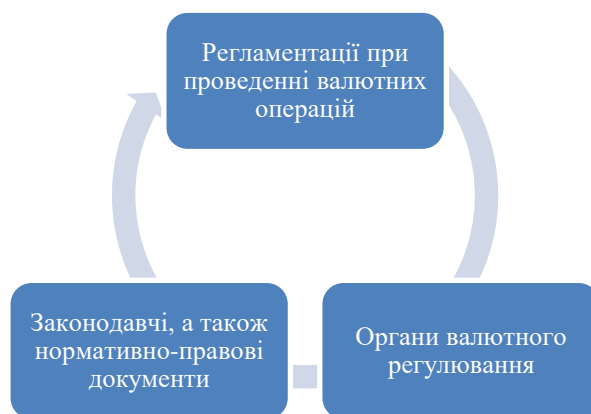 Регламентації при
проведенні валютних
операцій
Законодавчі, а також
нормативно-правові
документи
Органи валютного
регулювання